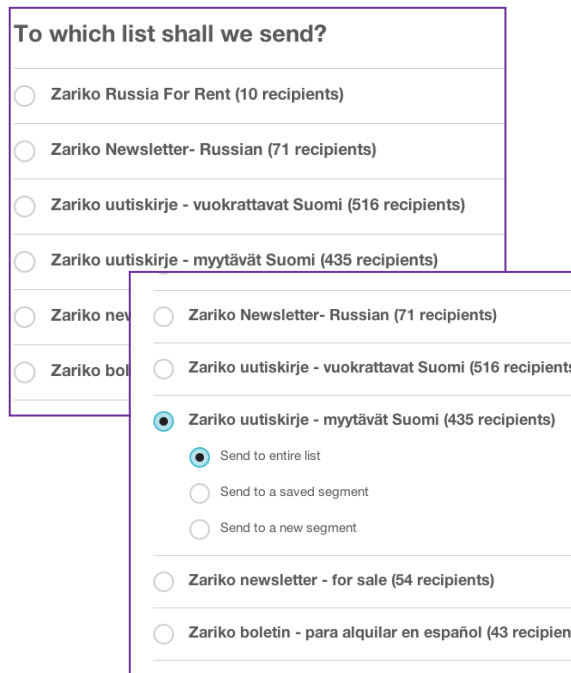 To which list shall we send?
Zariko Russia For Rent (10 recipients)
Zariko Newsletter- Russian (71 recipients)
Zariko uutiskirje - vuokrattavat Suomi (516 recipients)
Zariko uutiskirje - myytävät Suomi (435 recipients)
Zariko
Zariko
Zariko Newsletter- Russian (71 recipients)
Zariko uutiskirje - vuokrattavat Suomi (516 recipients
Zariko uutiskirje - myytävät Suomi (435 recipients)
Send to entire list
Send to a saved segment
Send to a new segment
Zariko newsletter - for sale (54 recipients)
Zariko boletin - para alquilar en español (43 recipien